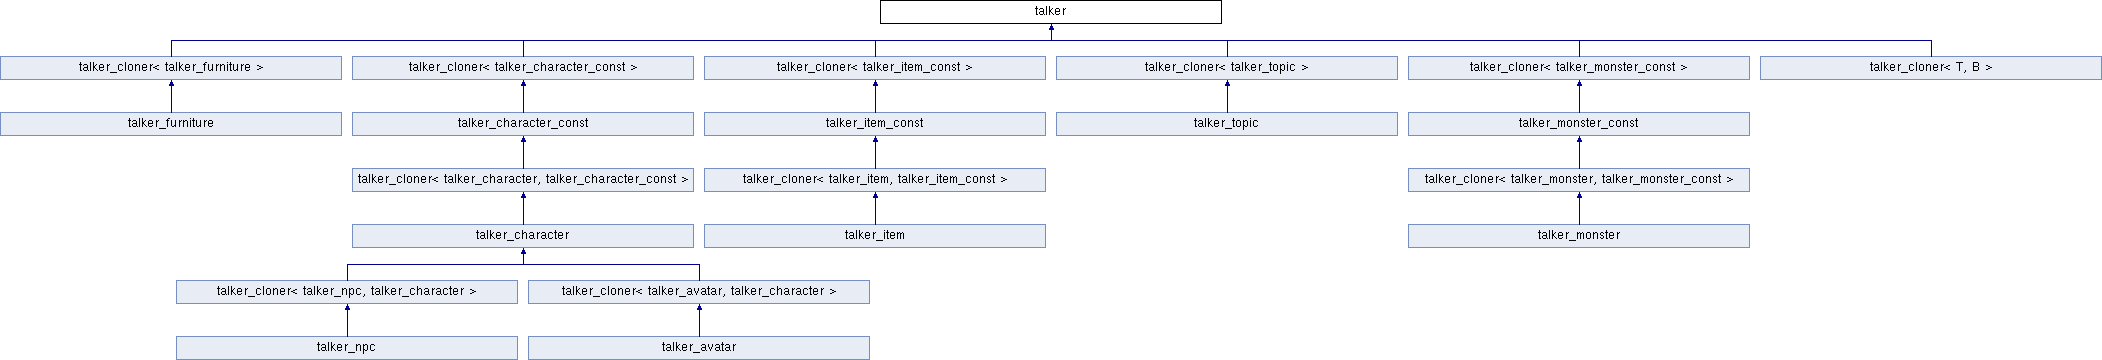 talker
talker_cloner< talker_furniture >
talker_cloner< talker_character_const >
talker_cloner< talker_item_const >
talker_cloner< talker_topic >
talker_cloner< talker_monster_const >
talker_cloner< T, B >
talker_furniture
talker_character_const
talker_item_const
talker_topic
talker_monster_const
talker_cloner< talker_character, talker_character_const >
talker_cloner< talker_item, talker_item_const >
talker_cloner< talker_monster, talker_monster_const >
talker_character
talker_item
talker_monster
talker_cloner< talker_npc, talker_character >
talker_cloner< talker_avatar, talker_character >
talker_npc
talker_avatar